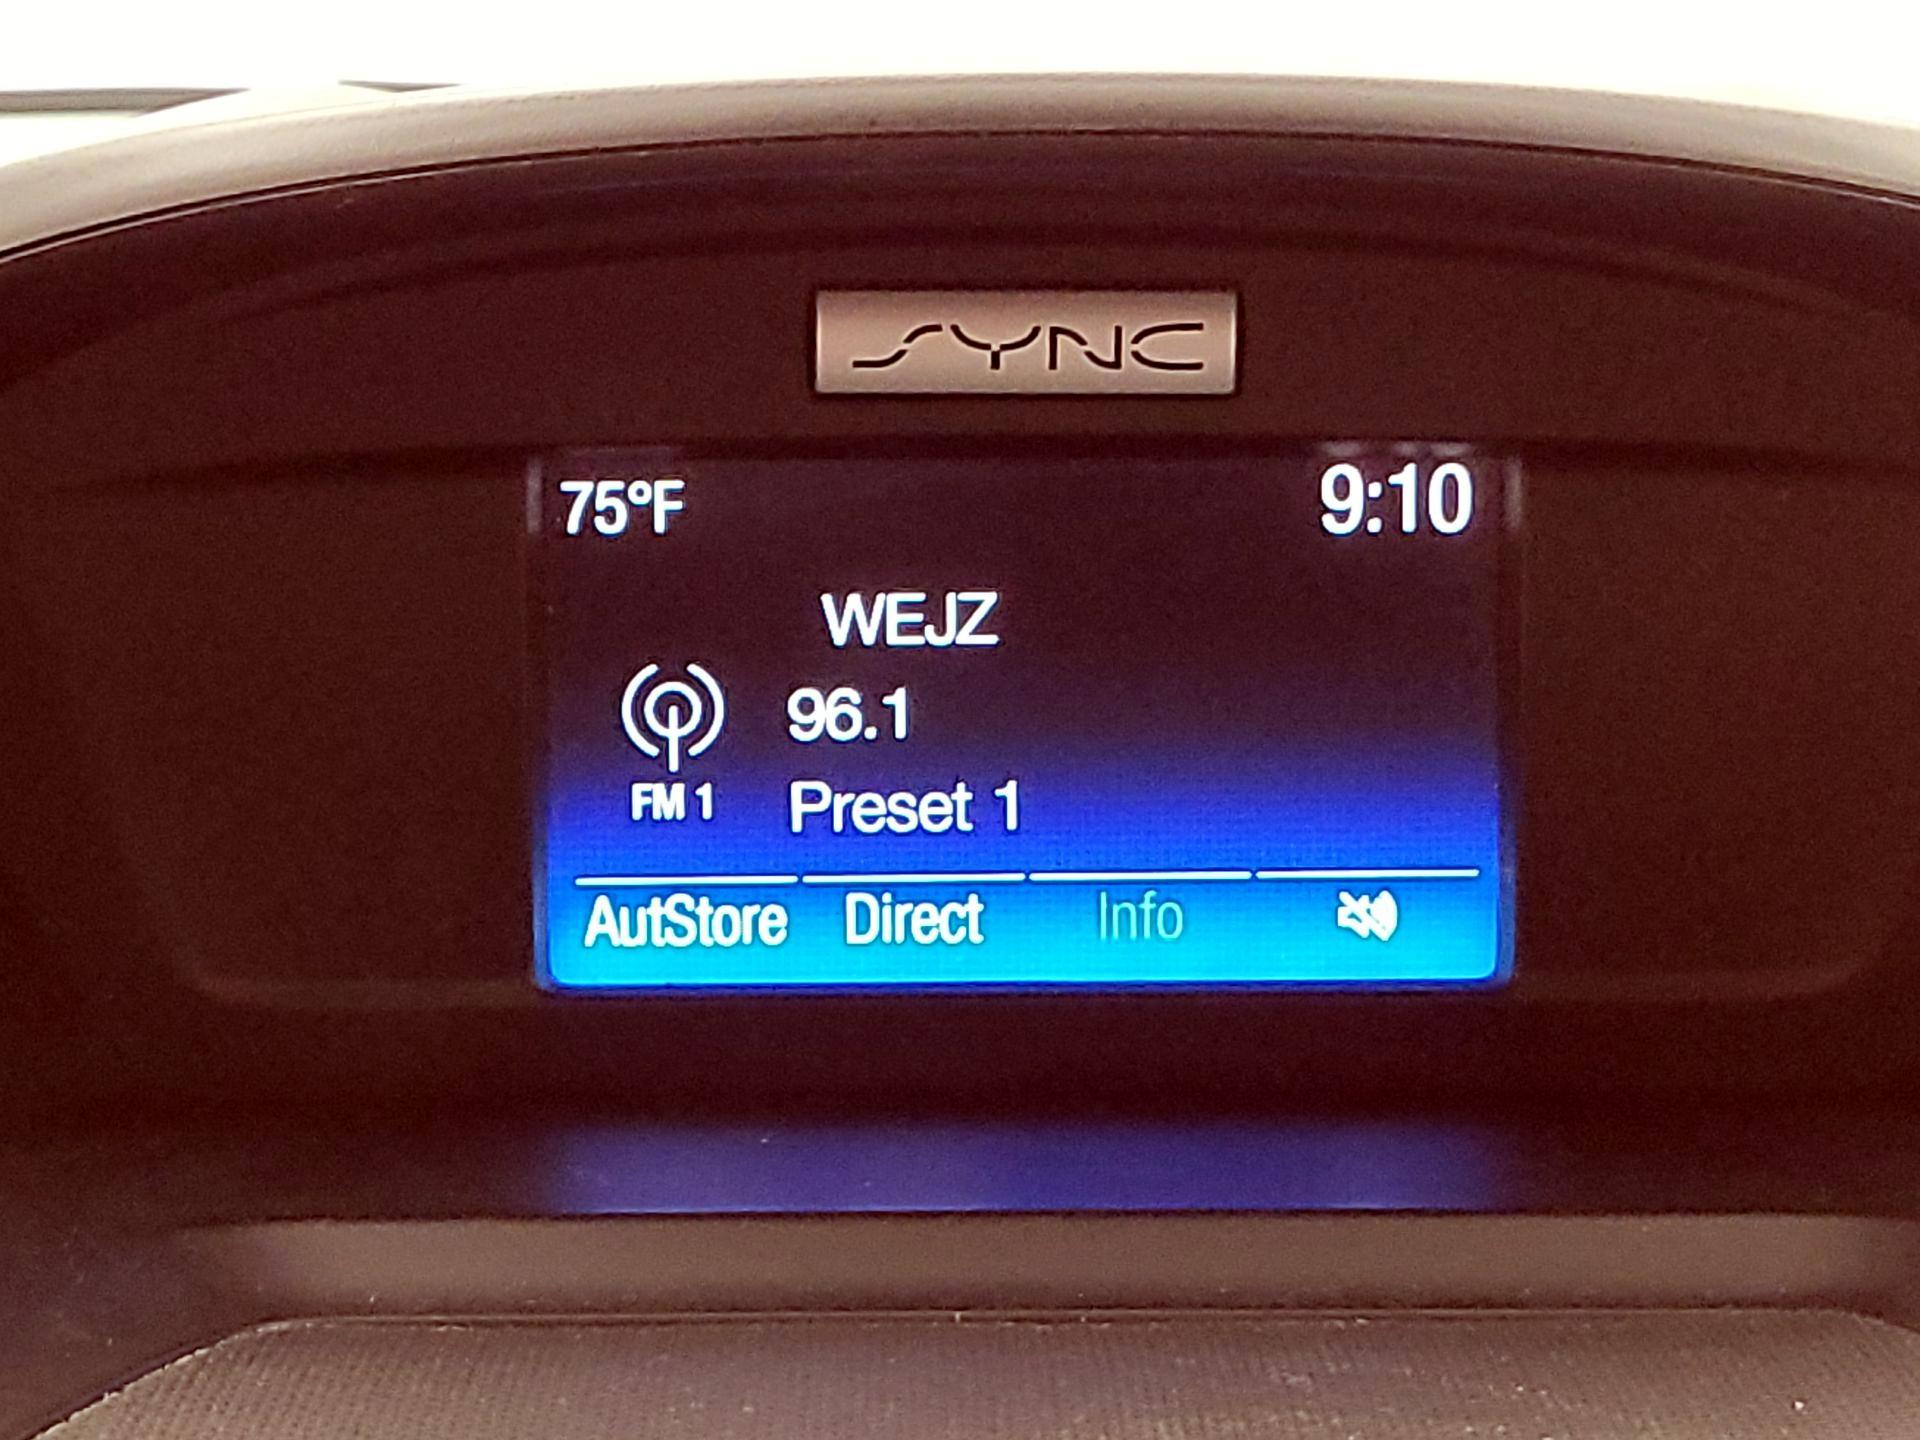 SYNC
75°F 9:10
WEJZ
96.1
FM 1 Preset 1
AutStore Direct Info